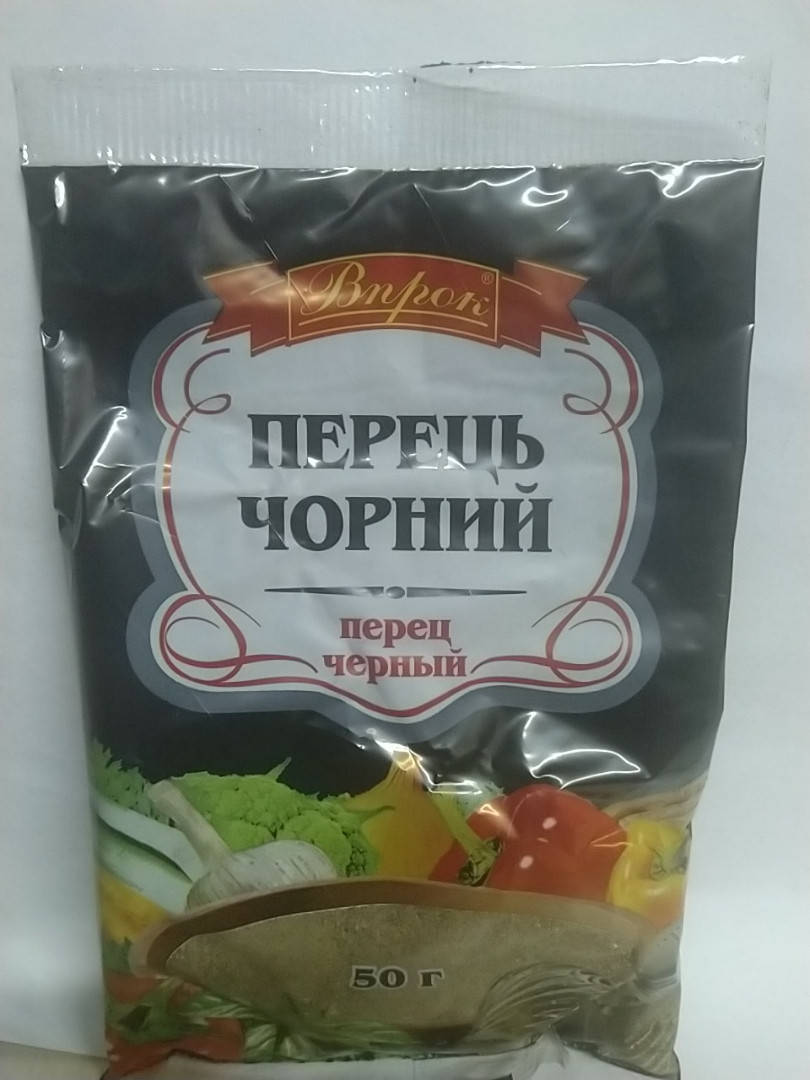 Впрок®
ПЕРЕЦЬ
ЧОРНИЙ
перец
черный
50 г